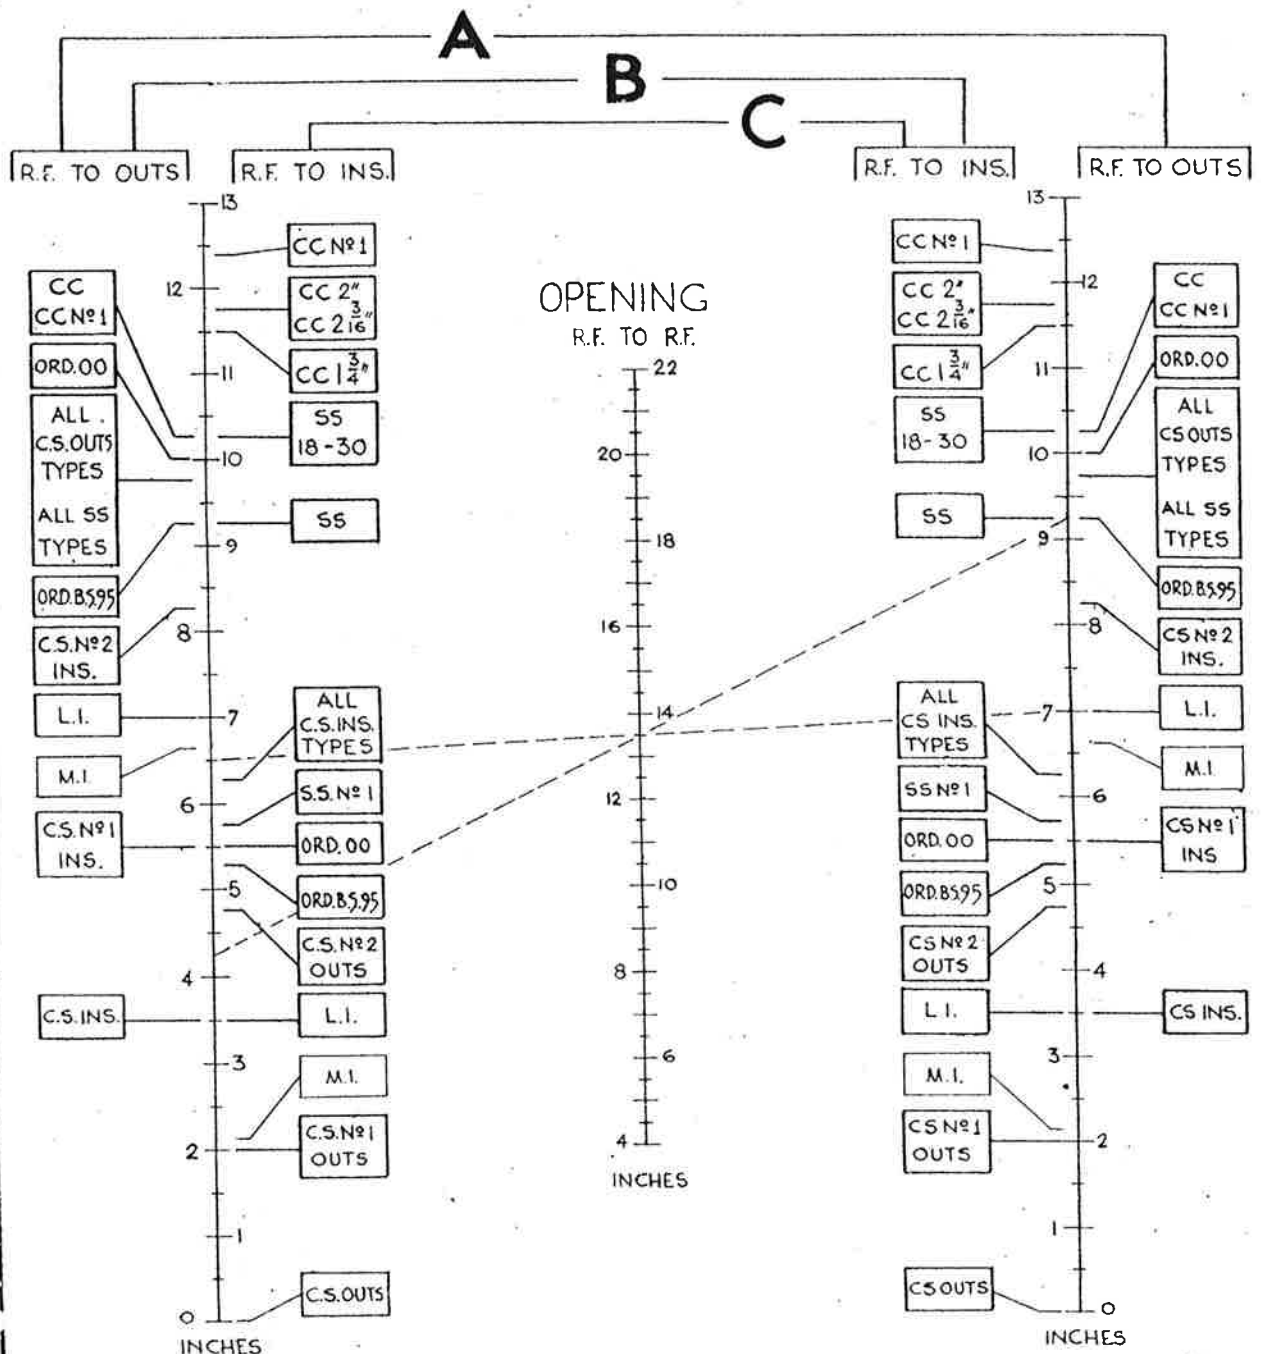 A
B
C
R.F. TO OUTS
R.F. TO INS.
R.F. TO INS.
R.F. TO OUTS
OPENING
R.F. TO R.F.
CC
CC Nº1
ORD.OO
ALL
C.S.OUTS
TYPES
ALL SS
TYPES
ORD.B.S.95
C.S.Nº2
INS.
L.I.
M.I.
C.S.Nº1
INS.
C.S.INS.
13
12
11
10
9
8
7
6
5
4
3
2
1
0
INCHES
CC Nº1
CC 2"
CC 2 3/16"
CC 1 3/4"
SS
18-30
SS
ALL
C.S.INS.
TYPES
S.S.Nº1
ORD.OO
ORD.B.S.95
C.S.Nº2
OUTS
L.I.
M.I.
C.S.Nº1
OUTS
C.S.OUTS
22
20
18
16
14
12
10
8
6
4
INCHES
CC Nº1
CC 2"
CC 2 3/16"
CC 1 3/4"
SS
18-30
SS
ALL
CS INS.
TYPES
SS Nº1
ORD.OO
ORD.BS95
CS Nº2
OUTS
L.I.
M.I.
CS Nº1
OUTS
CS OUTS
13
12
11
10
9
8
7
6
5
4
3
2
1
0
INCHES
CC
CC Nº1
ORD.OO
ALL
CS OUTS
TYPES
ALL SS
TYPES
ORD.B.S.95
CS Nº2
INS.
L.I.
M.I.
CS Nº1
INS
CS INS.